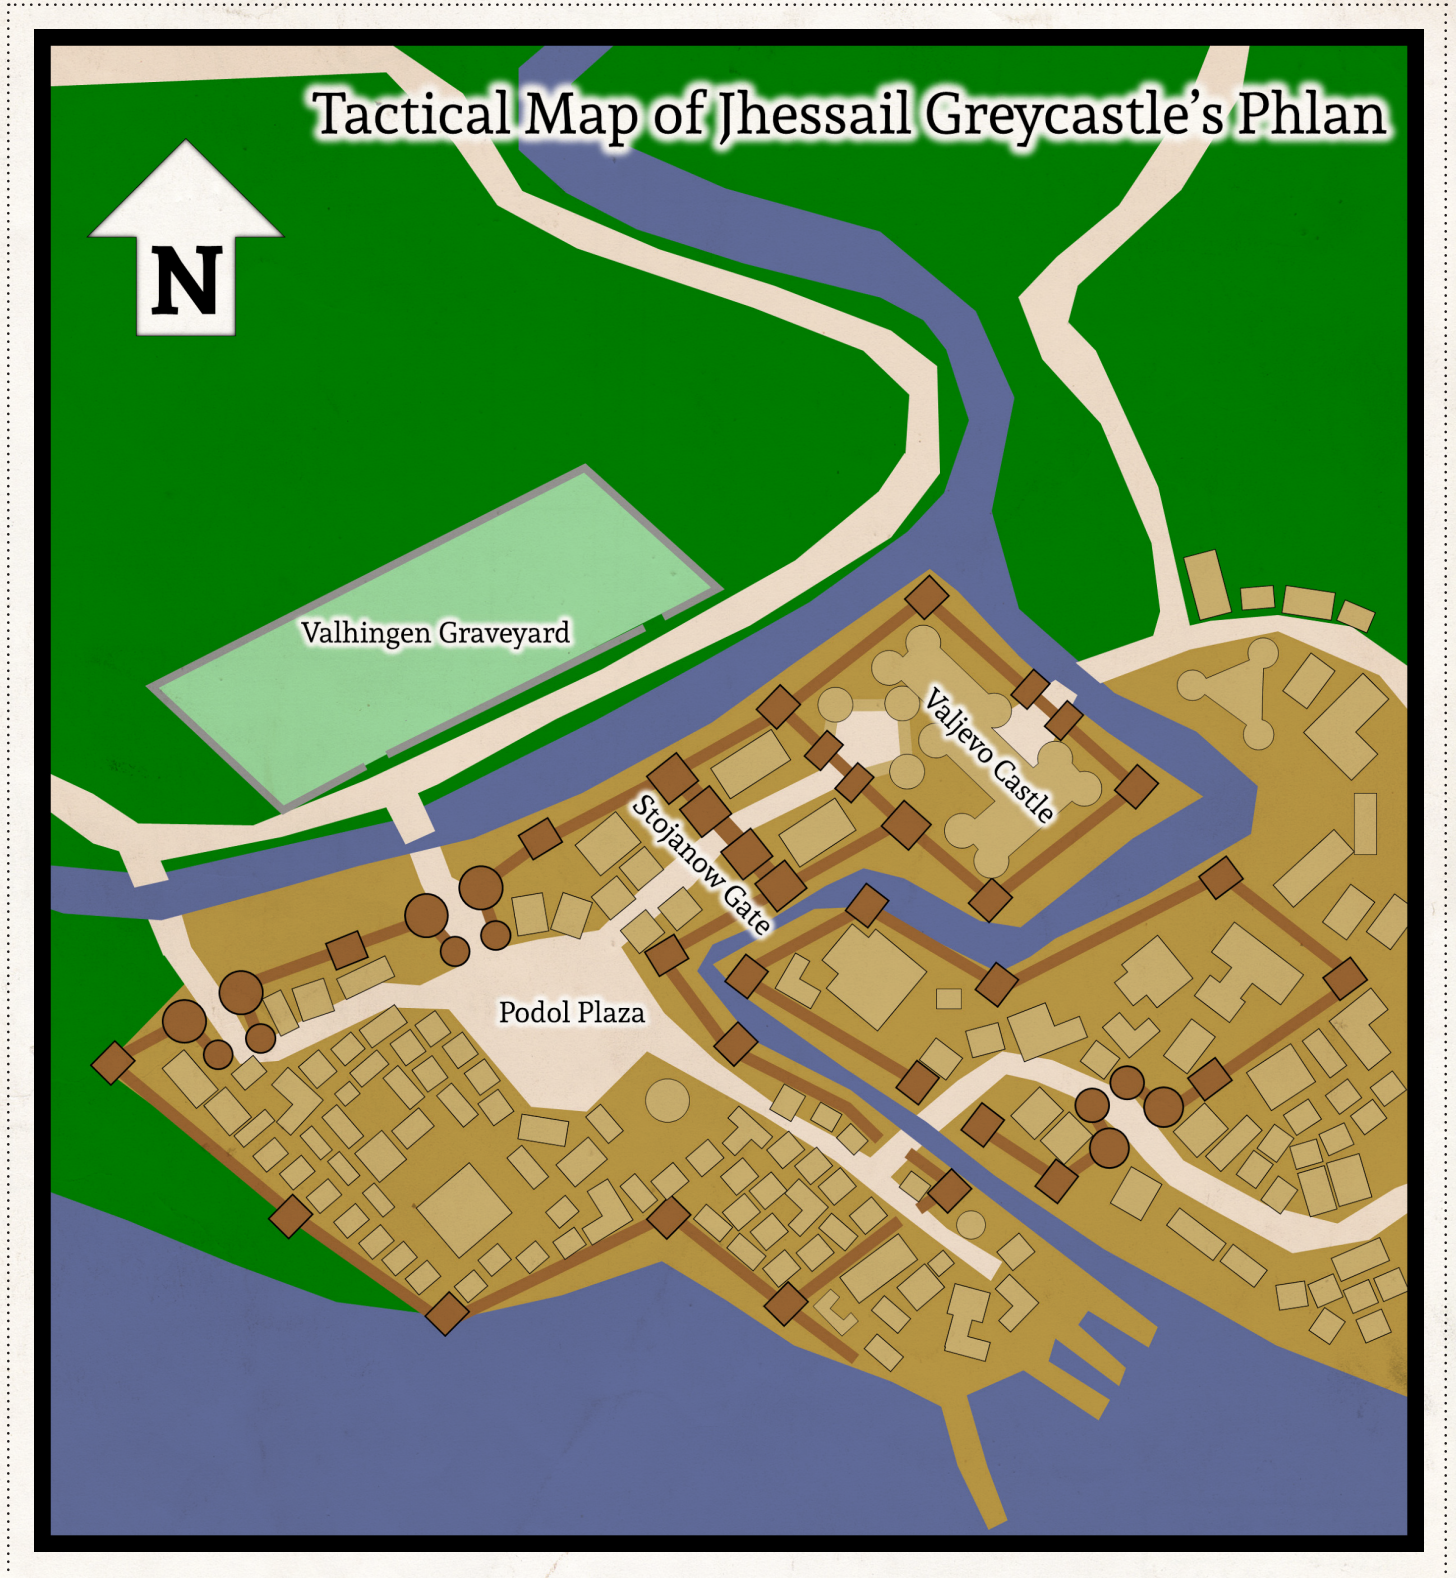 Tactical Map of Jhessail Greycastle’s Phlan
N
Valhingen Graveyard
Valjevo Castle
Stojanow Gate
Podol Plaza